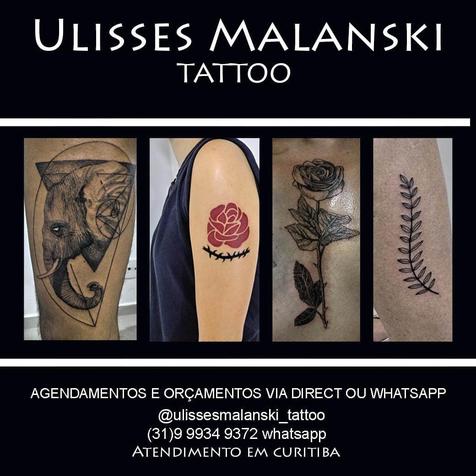 ULISSES MALANSKI
TATTOO
AGENDAMENTOS E ORÇAMENTOS VIA DIRECT OU WHATSAPP
@ulissesmalanski_tattoo
(31)9 9934 9372 whatsapp
ATENDIMENTO EM CURITIBA